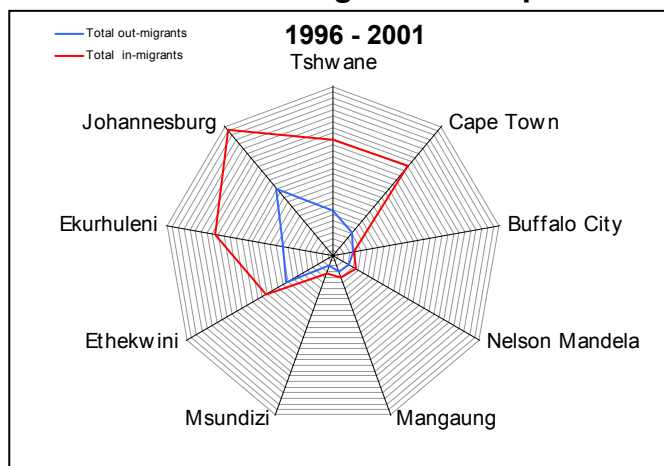 Total out-migrants
Total in-migrants
1996 - 2001
Tshwane
Cape Town
Buffalo City
Nelson Mandela
Mangaung
Msundizi
Ethekwini
Ekurhuleni
Johannesburg